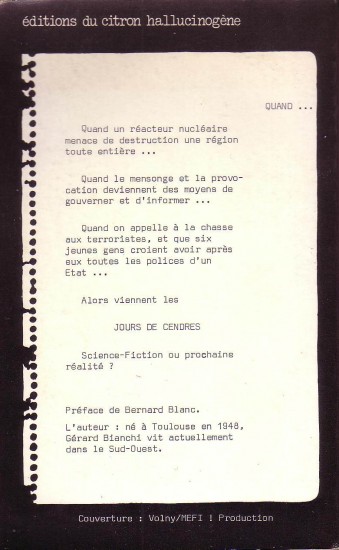 éditions du citron hallucinogène
QUAND ...
Quand un réacteur nucléaire
menace de destruction une région
toute entière ...
Quand le mensonge et la provo-
cation deviennent des moyens de
gouverner et d'informer ...
Quand on appelle à la chasse
aux terroristes, et que six
jeunes gens croient avoir après
eux toutes les polices d'un
Etat ...
Alors viennent les
JOURS DE CENDRES
Science-Fiction ou prochaine
réalité ?
Préface de Bernard Blanc.
L'auteur : né à Toulouse en 1948,
Gérard Bianchi vit actuellement
dans le Sud-Ouest.
Couverture : Volny/MEFI ! Production